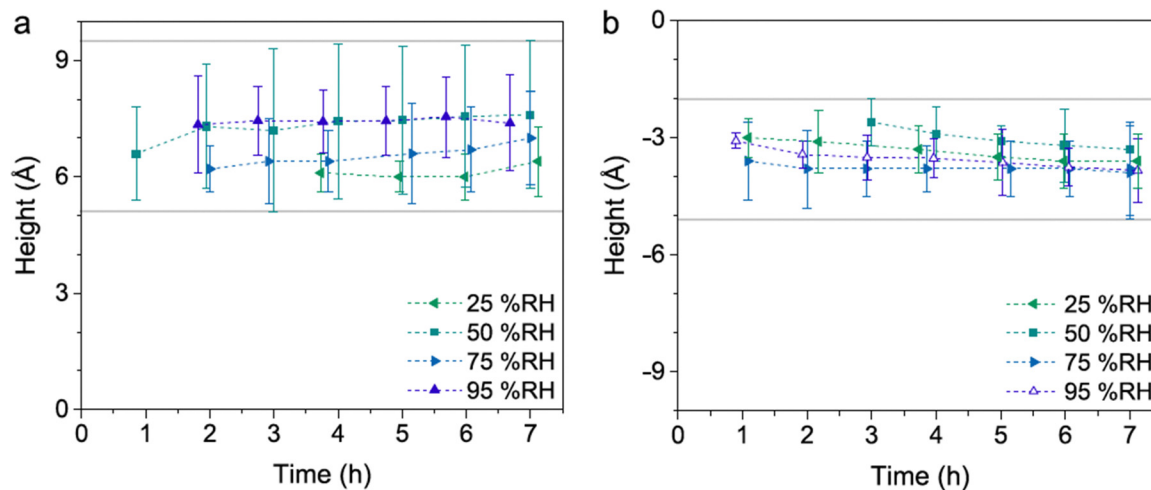 a
9
6
3
0
Height (Å)
25 %RH
50 %RH
75 %RH
95 %RH
0 1 2 3 4 5 6 7
Time (h)
b
0
-3
-6
-9
Height (Å)
25 %RH
50 %RH
75 %RH
95 %RH
0 1 2 3 4 5 6 7
Time (h)